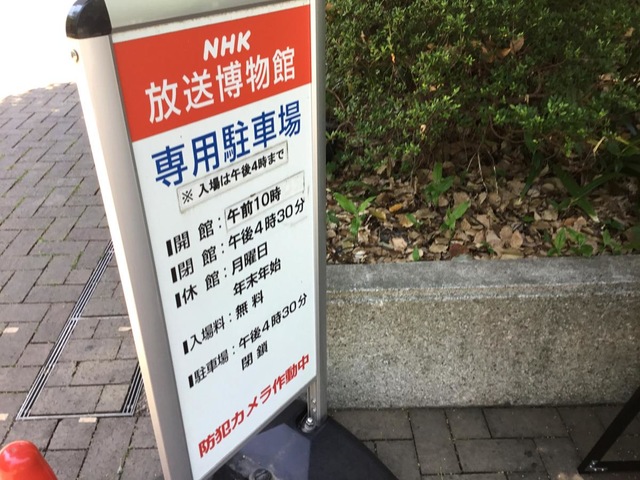 NHK
放送博物館
専用駐車場
※ 入場は午後4時まで
▮開 館：午前10時
▮閉 館：午後4時30分
▮休 館：月曜日
年末年始
▮入場料：無 料
▮駐車場：午後4時30分
閉 鎖
防犯カメラ作動中